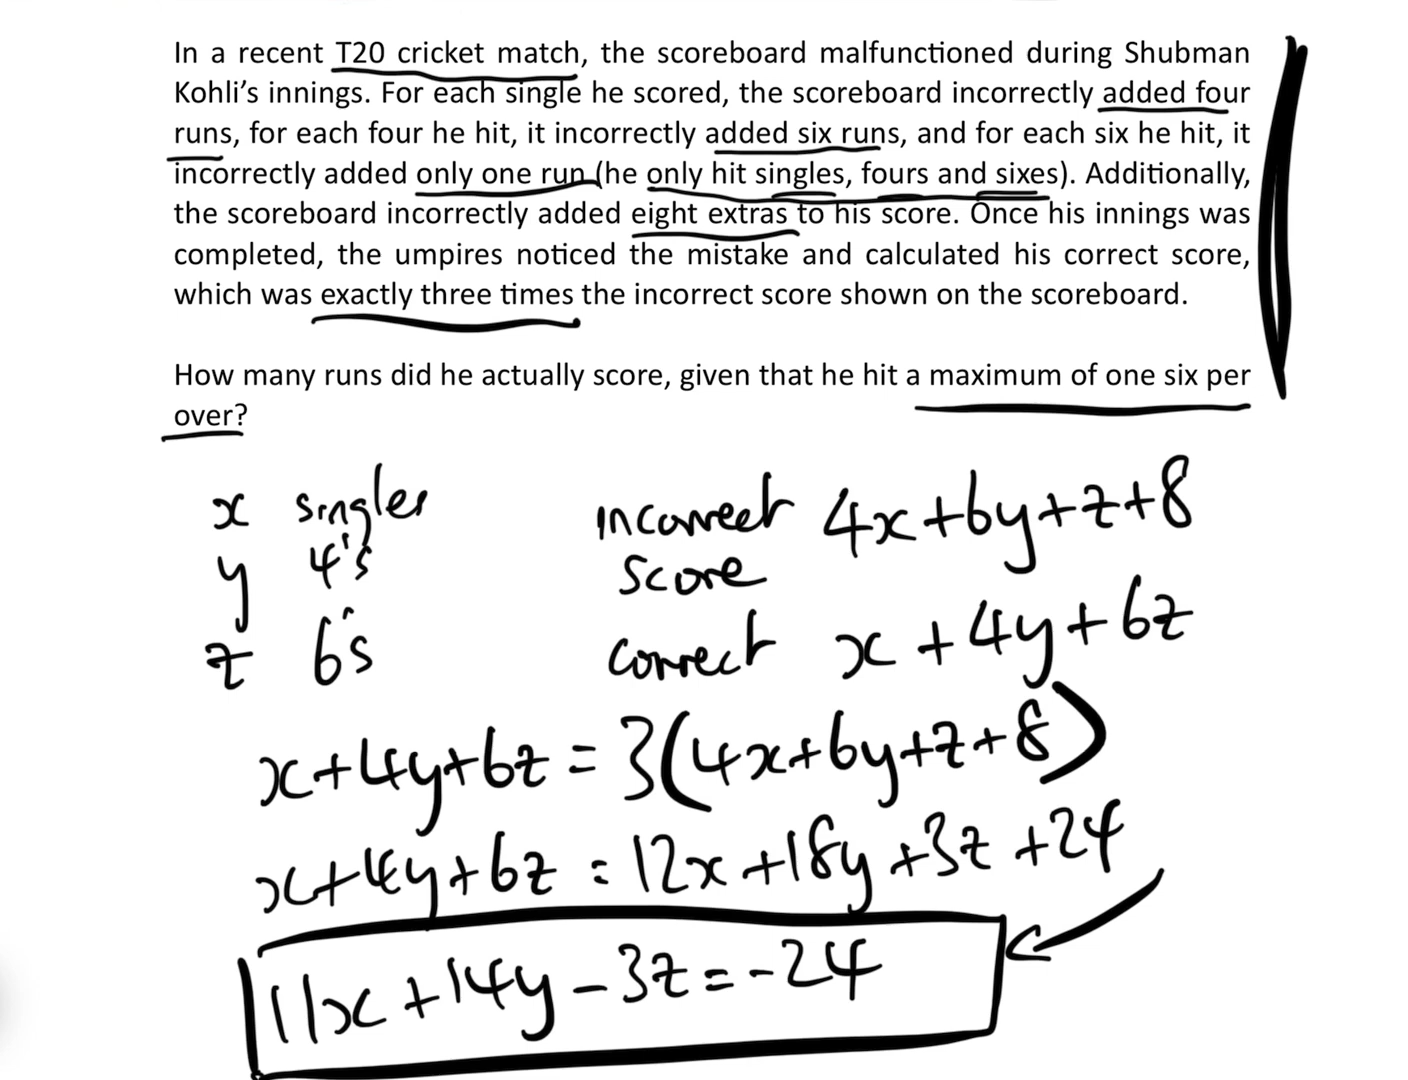 In a recent T20 cricket match, the scoreboard malfunctioned during Shubman
Kohli’s innings. For each single he scored, the scoreboard incorrectly added four
runs, for each four he hit, it incorrectly added six runs, and for each six he hit, it
incorrectly added only one run (he only hit singles, fours and sixes). Additionally,
the scoreboard incorrectly added eight extras to his score. Once his innings was
completed, the umpires noticed the mistake and calculated his correct score,
which was exactly three times the incorrect score shown on the scoreboard.
How many runs did he actually score, given that he hit a maximum of one six per
over?
x singles
y 4's
z 6's
incorrect score 4x+6y+z+8
correct x+4y+6z
x+4y+6z = 3(4x+6y+z+8)
x+4y+6z = 12x+18y+3z+24
11x+14y-3z=-24